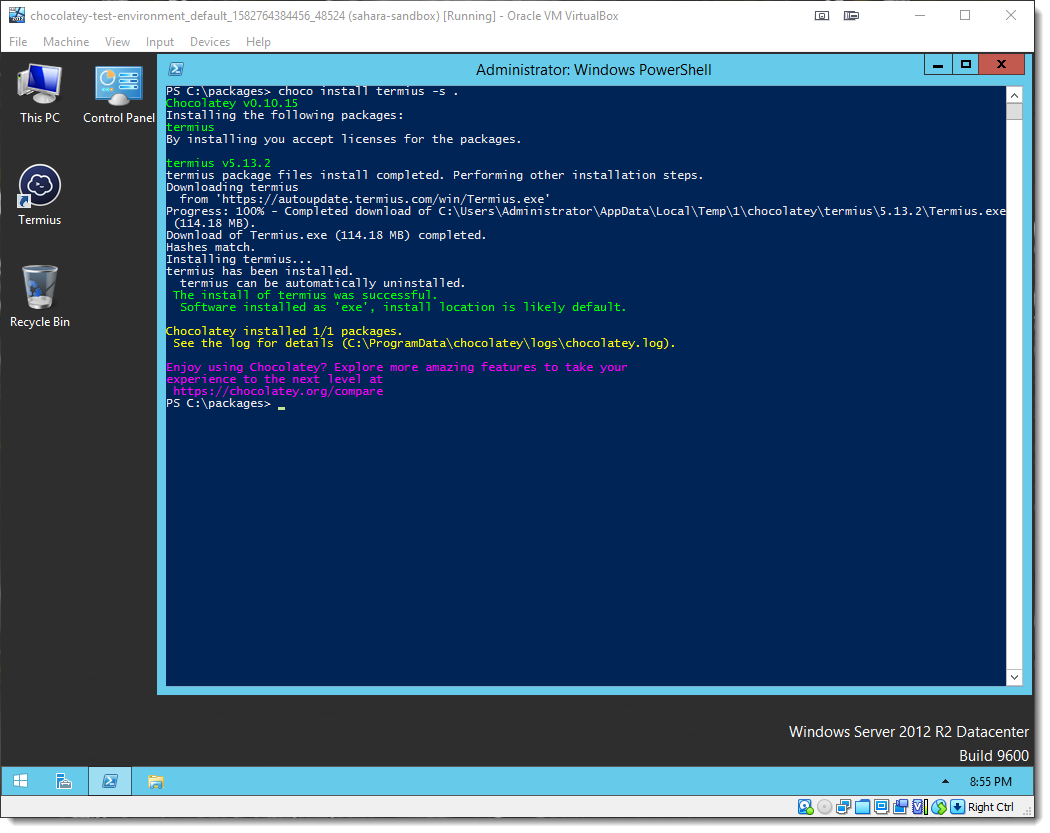 chocolatey-test-environment_default_1582764384456_48524 (sahara-sandbox) [Running] - Oracle VM VirtualBox
File Machine View Input Devices Help
Administrator: Windows PowerShell
This PC
Control Panel
Termius
Recycle Bin
PS C:\packages> choco install termius -s .
Chocolatey v0.10.15
Installing the following packages:
termius
By installing you accept licenses for the packages.
termius v5.13.2
termius package files install completed. Performing other installation steps.
Downloading termius
from 'https://autoupdate.termius.com/win/Termius.exe'
Progress: 100% - Completed download of C:\Users\Administrator\AppData\Local\Temp\1\chocolatey\termius\5.13.2\Termius.exe
(114.18 MB).
Download of Termius.exe (114.18 MB) completed.
Hashes match.
Installing termius...
termius has been installed.
termius can be automatically uninstalled.
The install of termius was successful.
Software installed as 'exe', install location is likely default.
Chocolatey installed 1/1 packages.
See the log for details (C:\ProgramData\chocolatey\logs\chocolatey.log).
Enjoy using Chocolatey? Explore more amazing features to take your
experience to the next level at
https://chocolatey.org/compare
PS C:\packages>
Windows Server 2012 R2 Datacenter
Build 9600
8:55 PM
Right Ctrl